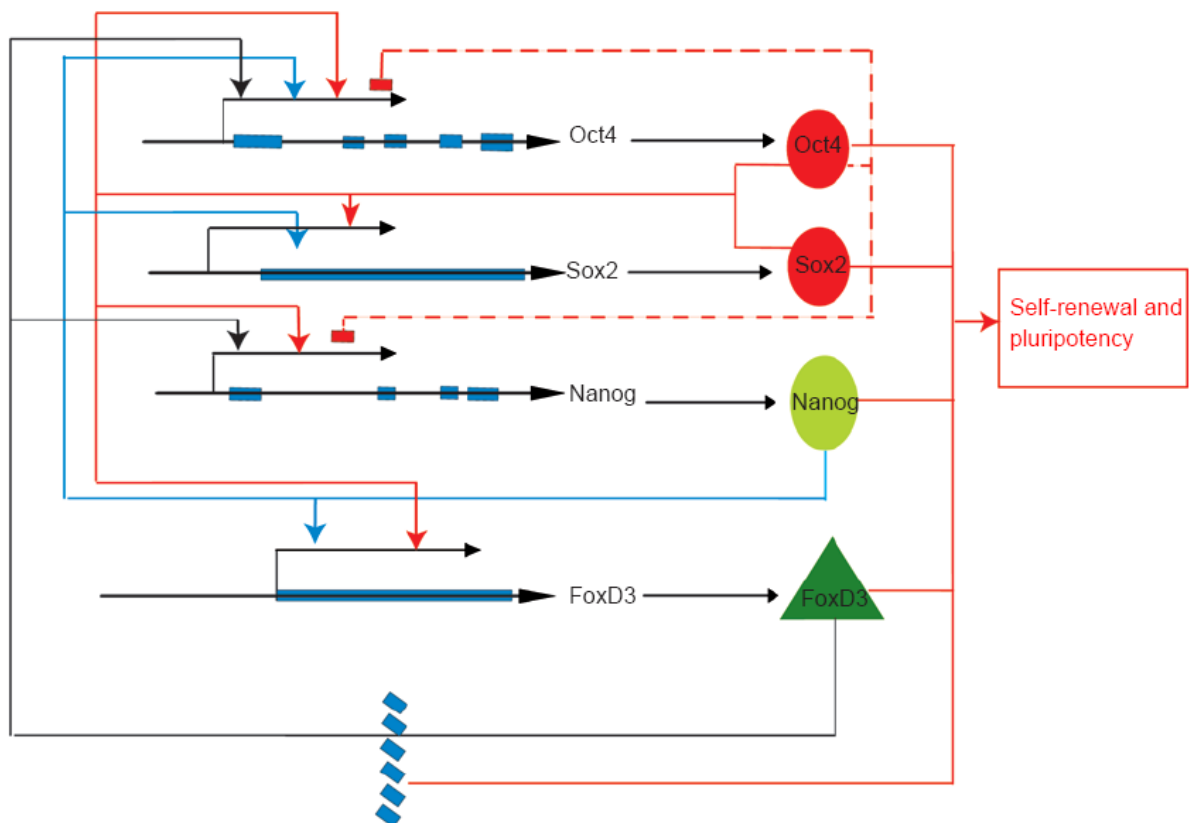 Oct4
Oct4
Sox2
Sox2
Self-renewal and
pluripotency
Nanog
Nanog
FoxD3
FoxD3